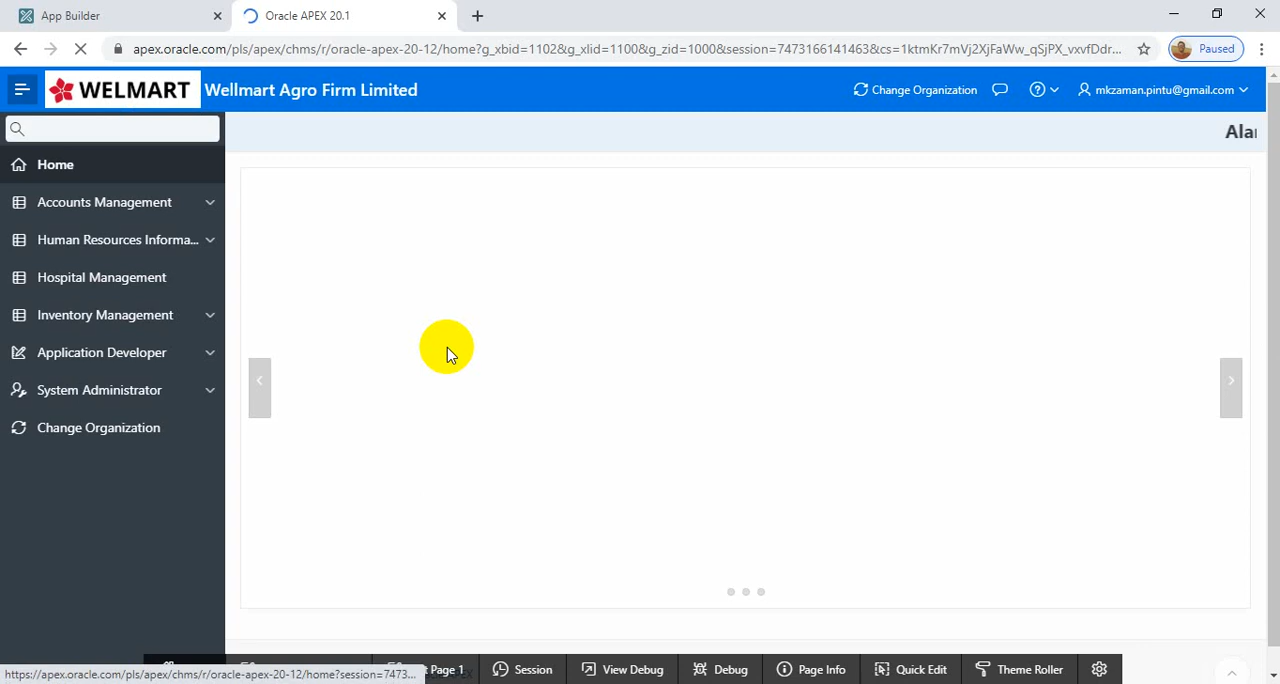 App Builder
Oracle APEX 20.1
apex.oracle.com/pls/apex/chms/r/oracle-apex-20-12/home?g_xbid=1102&g_xlid=1100&g_zid=1000&session=7473166141463&cs=1ktmKr7mVj2XjFaWw_qSjPX_vxvfDdr...
Paused
WELMART
Wellmart Agro Firm Limited
Change Organization
mkzaman.pintu@gmail.com
Home
Accounts Management
Human Resources Informa...
Hospital Management
Inventory Management
Application Developer
System Administrator
Change Organization
Page 1
Session
View Debug
Debug
Page Info
Quick Edit
Theme Roller
https://apex.oracle.com/pls/apex/chms/r/oracle-apex-20-12/home?session=7473...